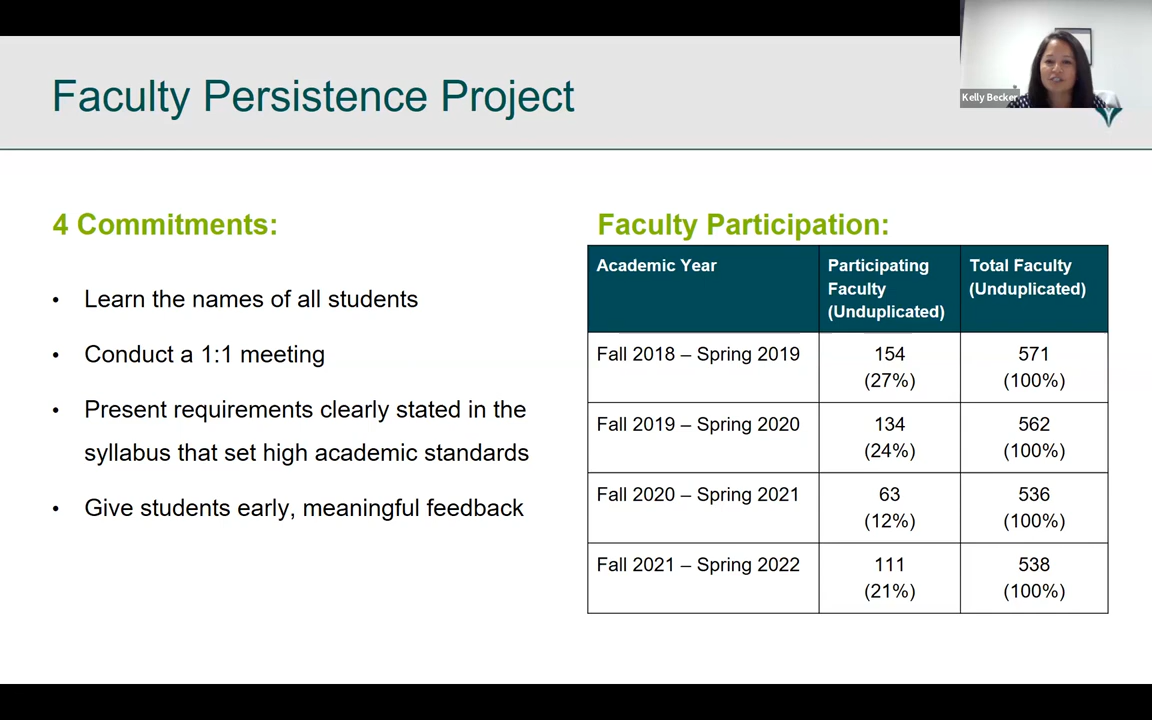 Faculty Persistence Project
Kelly Becker
4 Commitments:
• Learn the names of all students
• Conduct a 1:1 meeting
• Present requirements clearly stated in the
syllabus that set high academic standards
• Give students early, meaningful feedback
Faculty Participation:
Academic Year
Participating
Faculty
(Unduplicated)
Total Faculty
(Unduplicated)
Fall 2018 – Spring 2019
154
(27%)
571
(100%)
Fall 2019 – Spring 2020
134
(24%)
562
(100%)
Fall 2020 – Spring 2021
63
(12%)
536
(100%)
Fall 2021 – Spring 2022
111
(21%)
538
(100%)